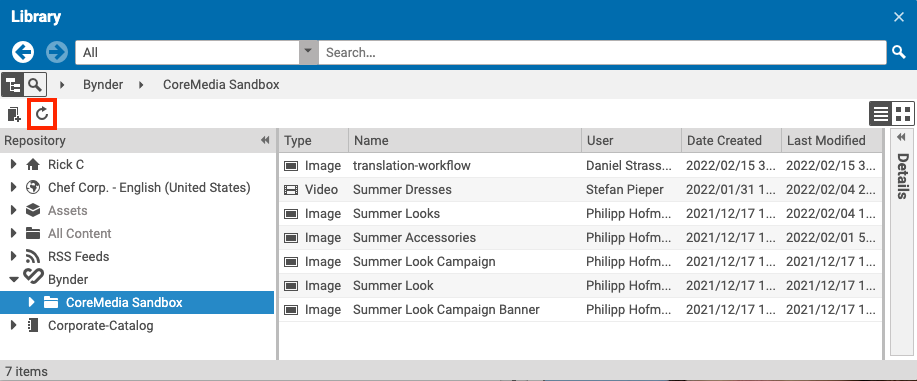 Library
All Search...
Bynder CoreMedia Sandbox
Repository
Rick C
Chef Corp. - English (United States)
Assets
All Content
RSS Feeds
Bynder
CoreMedia Sandbox
Corporate-Catalog
Type Name User Date Created Last Modified
Image translation-workflow Daniel Strass... 2022/02/15 3... 2022/02/15 3...
Video Summer Dresses Stefan Pieper 2022/01/31 1... 2022/02/04 2...
Image Summer Looks Philipp Hofm... 2021/12/17 1... 2022/02/04 1...
Image Summer Accessories Philipp Hofm... 2021/12/17 1... 2022/02/01 5...
Image Summer Look Campaign Philipp Hofm... 2021/12/17 1... 2021/12/17 1...
Image Summer Look Philipp Hofm... 2021/12/17 1... 2021/12/17 1...
Image Summer Look Campaign Banner Philipp Hofm... 2021/12/17 1... 2021/12/17 1...
Details
7 items